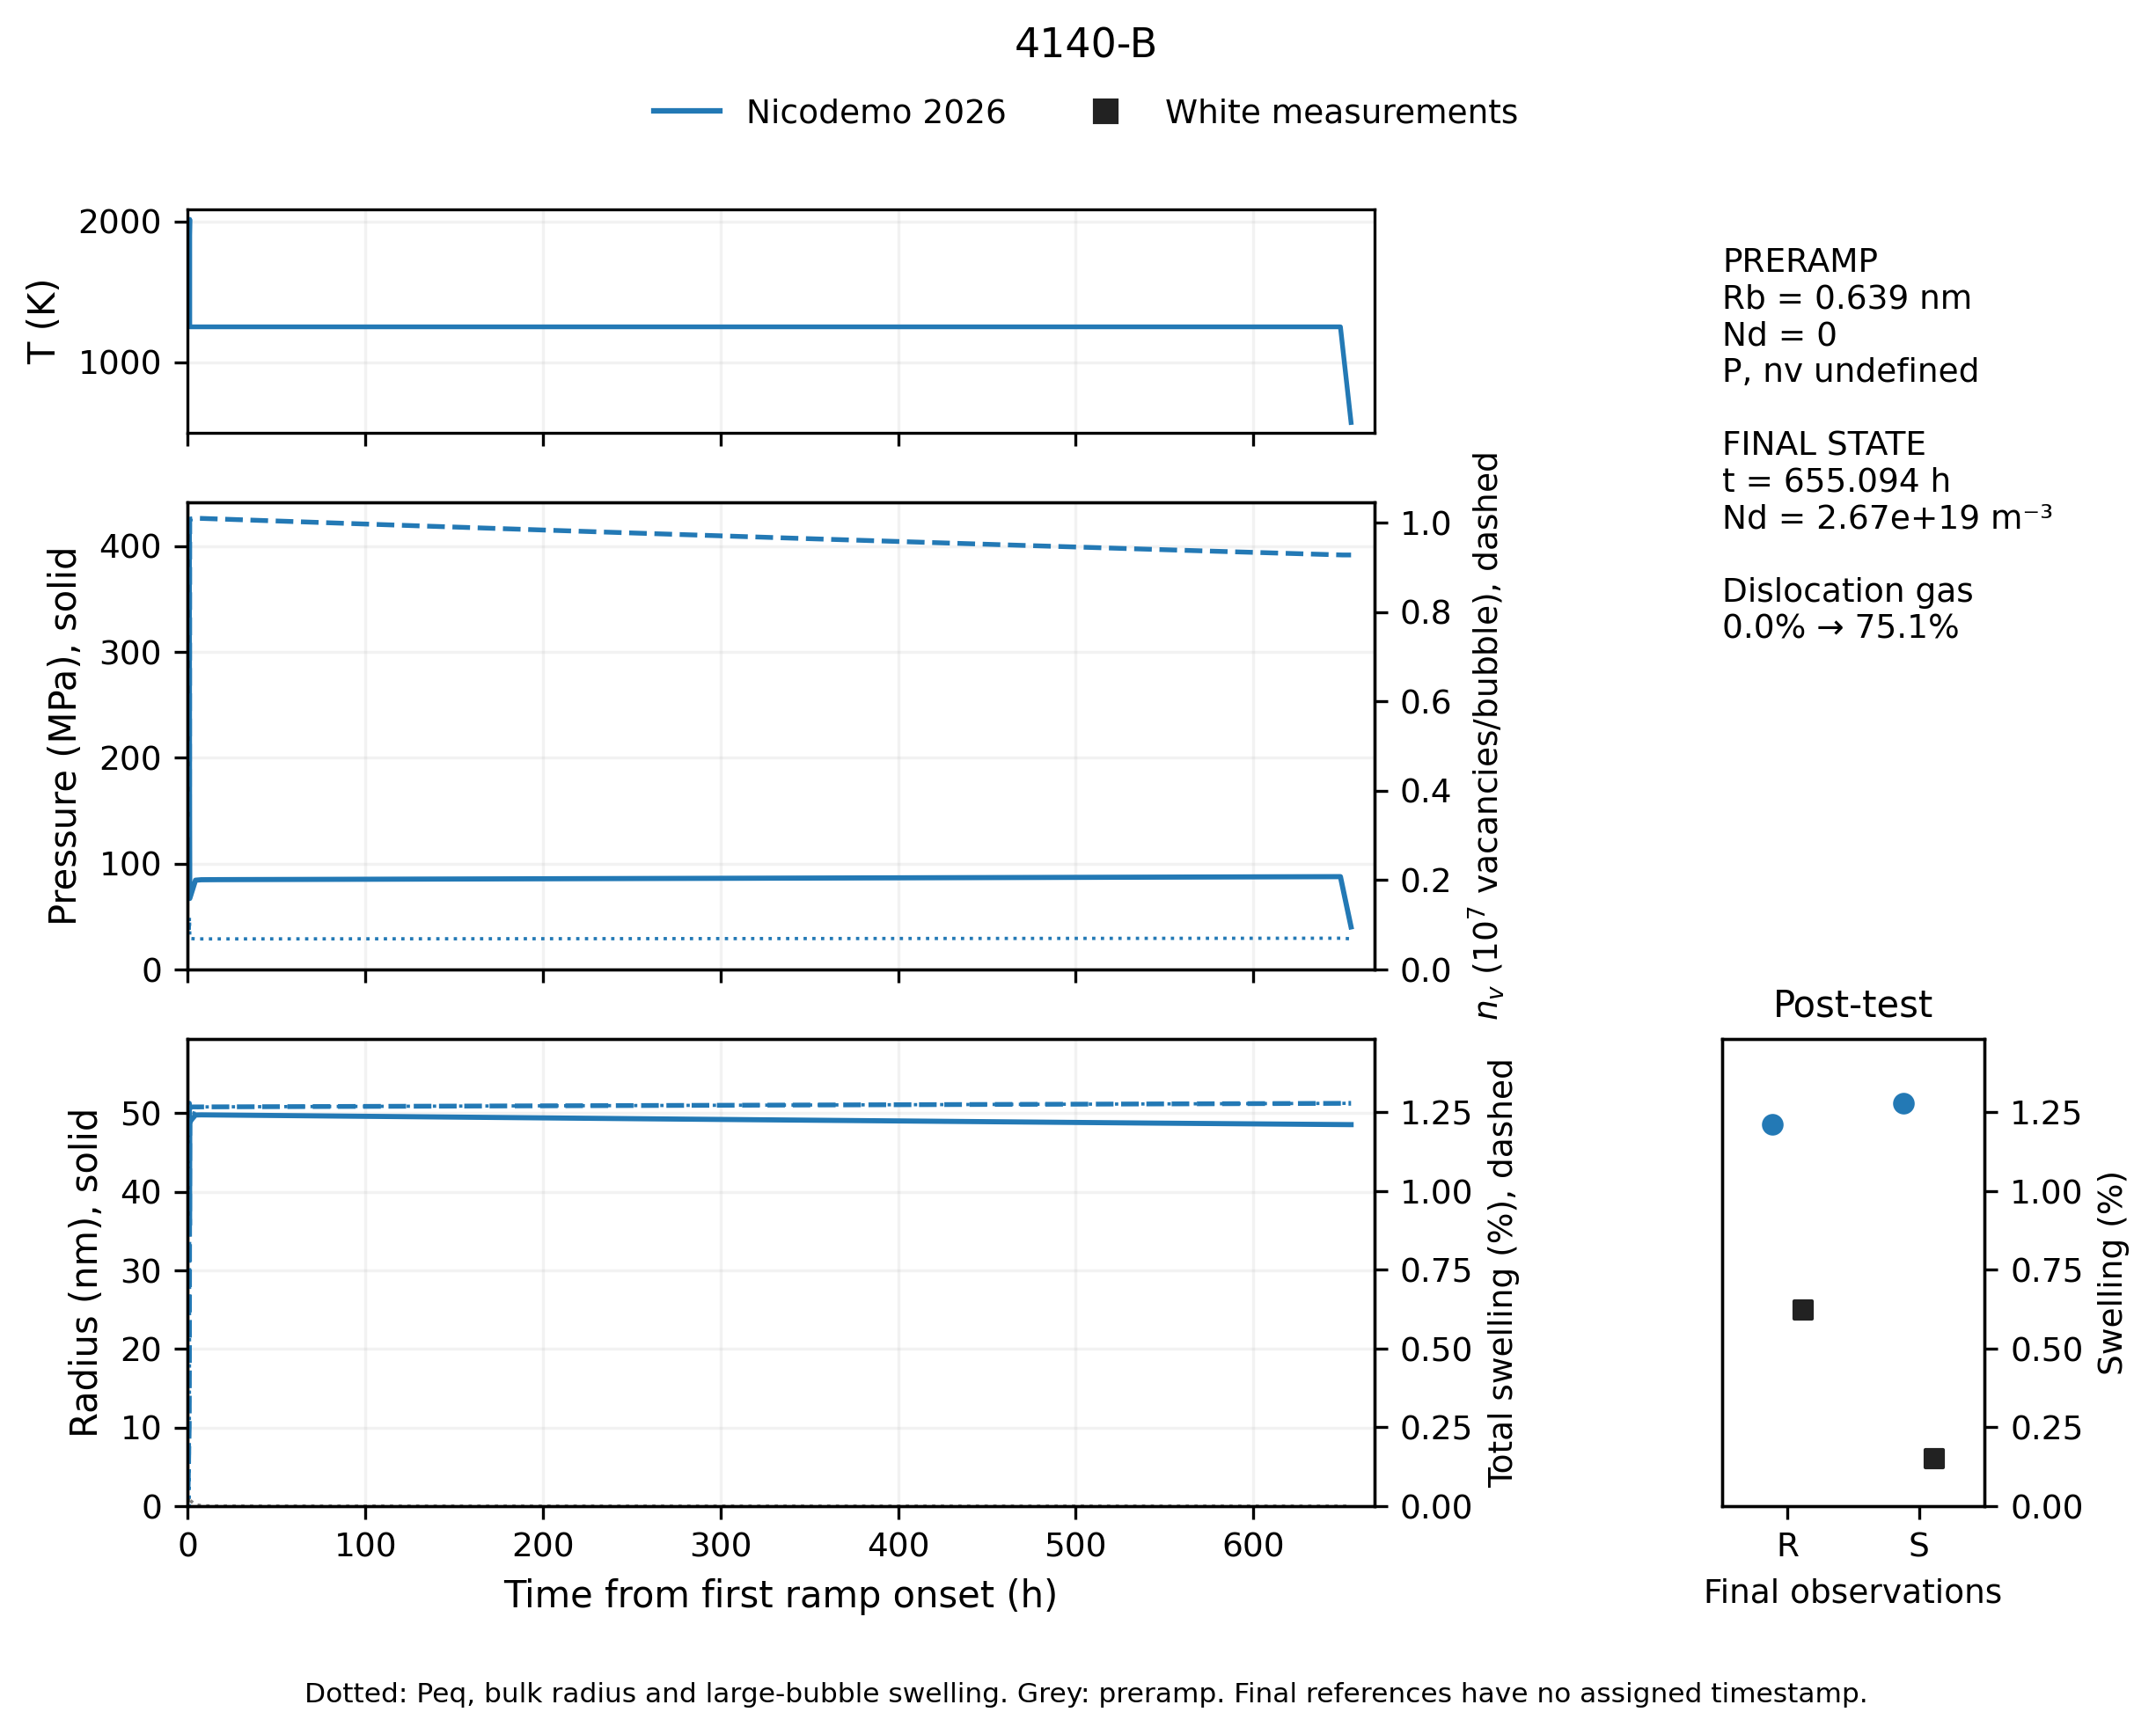 4140-B
Nicodemo 2026
White measurements
2000
1000
T (K)
PRERAMP
Rb = 0.639 nm
Nd = 0
P, nv undefined
FINAL STATE
t = 655.094 h
Nd = 2.67e+19 m⁻³
Dislocation gas
0.0% → 75.1%
400
300
200
100
0
Pressure (MPa), solid
1.0
0.8
0.6
0.4
0.2
0.0
nᵥ (10⁷ vacancies/bubble), dashed
50
40
30
20
10
0
Radius (nm), solid
1.25
1.00
0.75
0.50
0.25
0.00
Total swelling (%), dashed
0
100
200
300
400
500
600
Time from first ramp onset (h)
Post-test
1.25
1.00
0.75
0.50
0.25
0.00
Swelling (%)
R
S
Final observations
Dotted: Peq, bulk radius and large-bubble swelling. Grey: preramp. Final references have no assigned timestamp.